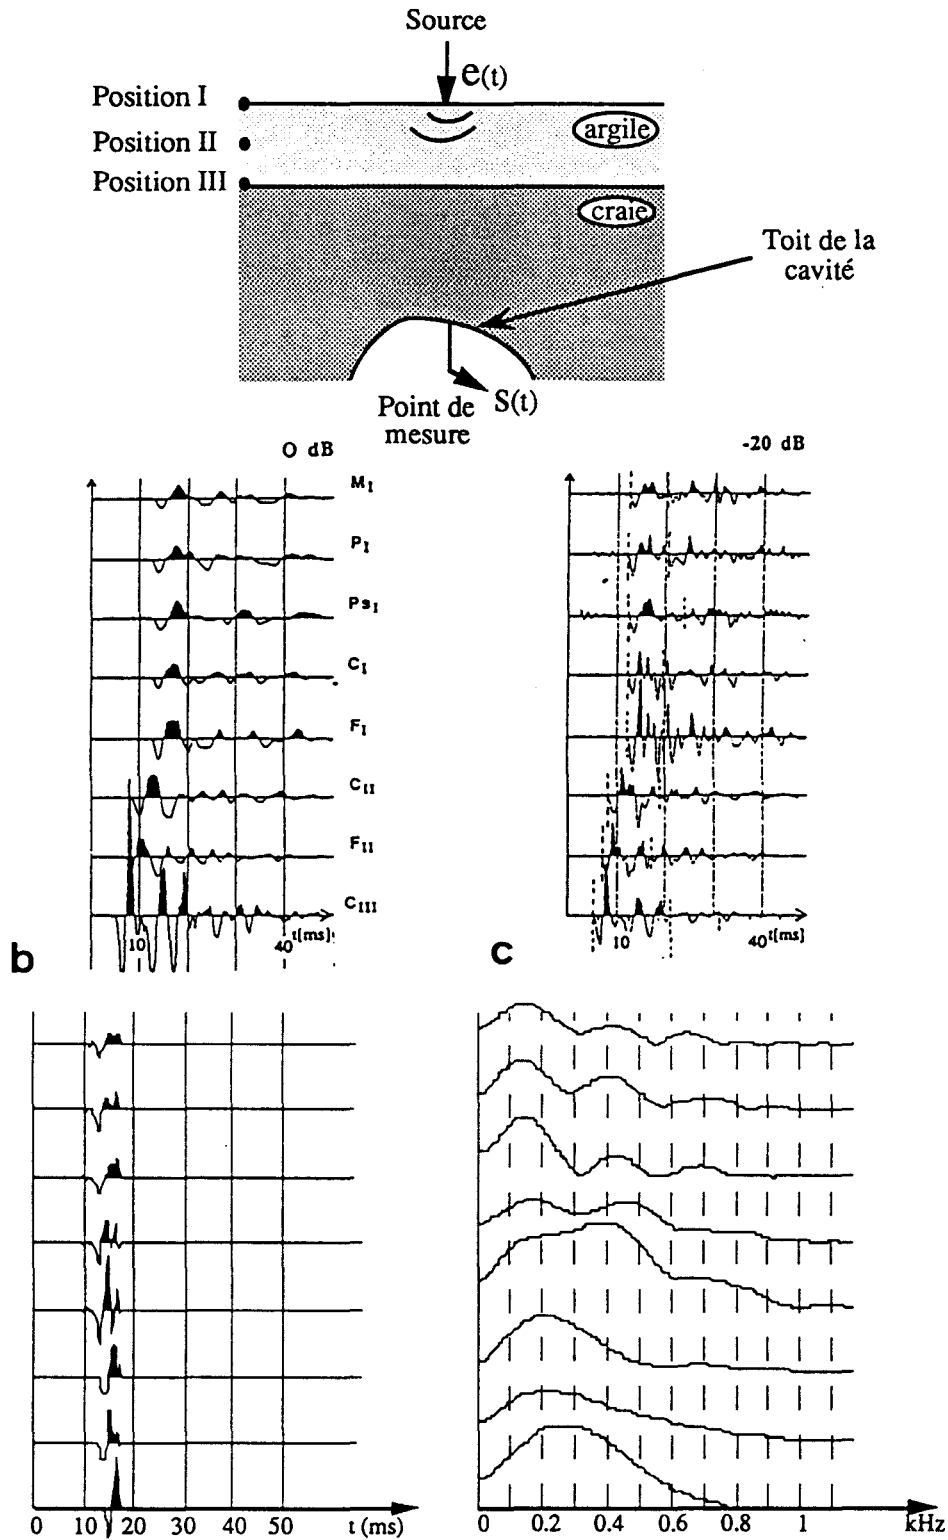 Source
e(t)
Position I
argile
Position II
Position III
craie
Toit de la
cavité
S(t)
Point de
mesure
O dB
-20 dB
MI
PI
PsI
CI
FI
CII
FII
CIII
10
40
t[ms]
10
40
t[ms]
b
c
0 10 20 30 40 50 t (ms)
0 0.2 0.4 0.6 0.8 1 kHz